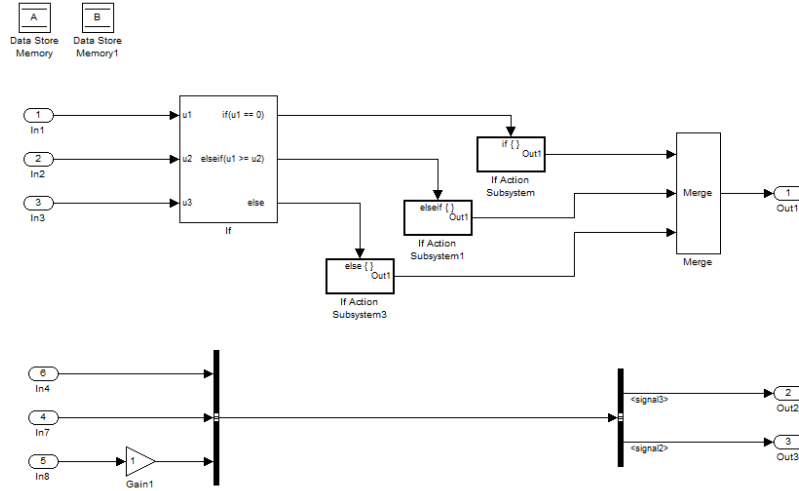 A
B
Data Store
Memory
Data Store
Memory1
1
In1
2
In2
3
In3
u1
if(u1 == 0)
u2
elseif(u1 >= u2)
u3
else
If
if { }
Out1
If Action
Subsystem
elseif { }
Out1
If Action
Subsystem1
else { }
Out1
If Action
Subsystem3
Merge
Merge
1
Out1
6
In4
4
In7
5
In8
1
Gain1
<signal3>
2
Out2
<signal2>
3
Out3